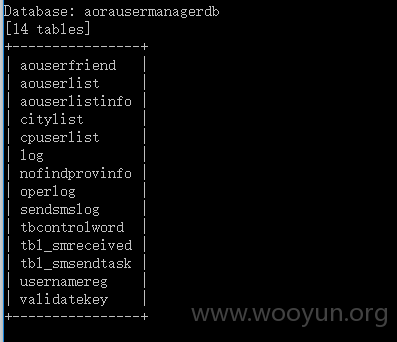 Database: aorausermanagerdb
[14 tables]
+----------------+
| aouserfriend   |
| aouserlist     |
| aouserlistinfo |
| citylist       |
| cpuserlist     |
| log            |
| nofindprovinfo |
| operlog        |
| sendsmslog     |
| tbcontrolword  |
| tbl_smreceived |
| tbl_smsendtask |
| usernamereg    |
| validatekey    |
+----------------+
www.wooyun.org